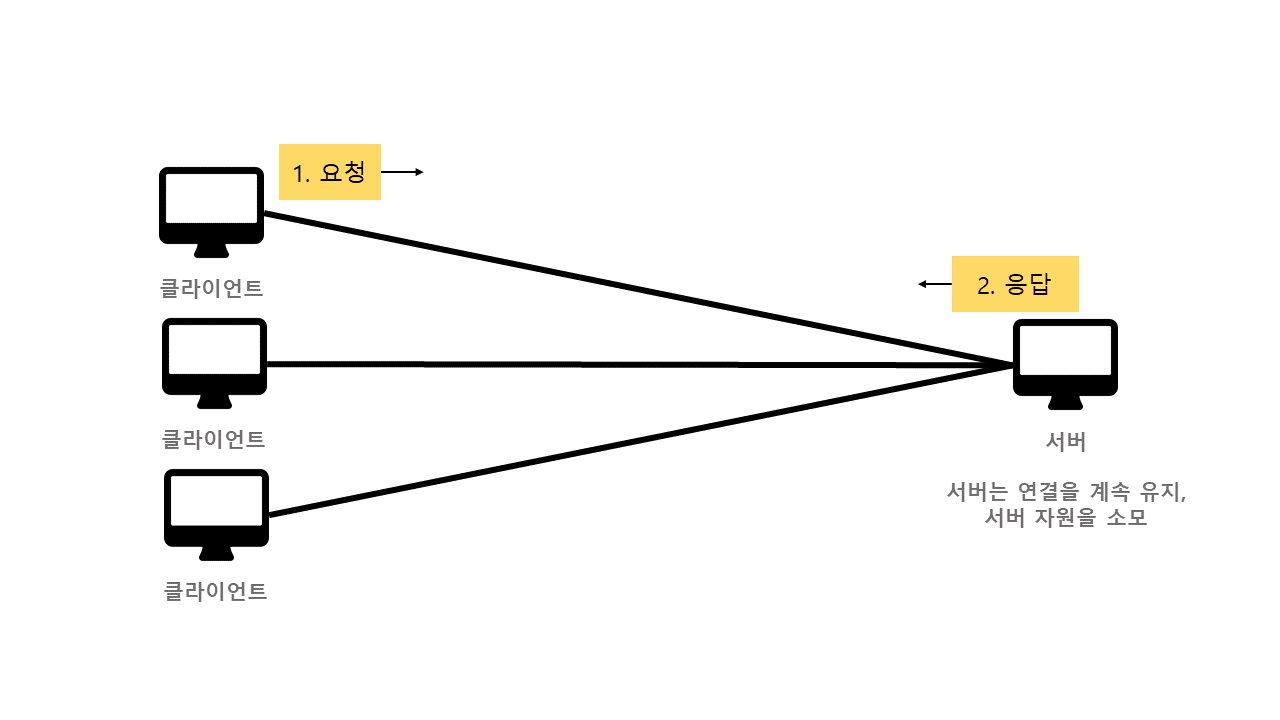 1. 요청
클라이언트
2. 응답
클라이언트
서버
서버는 연결을 계속 유지,
서버 자원을 소모
클라이언트